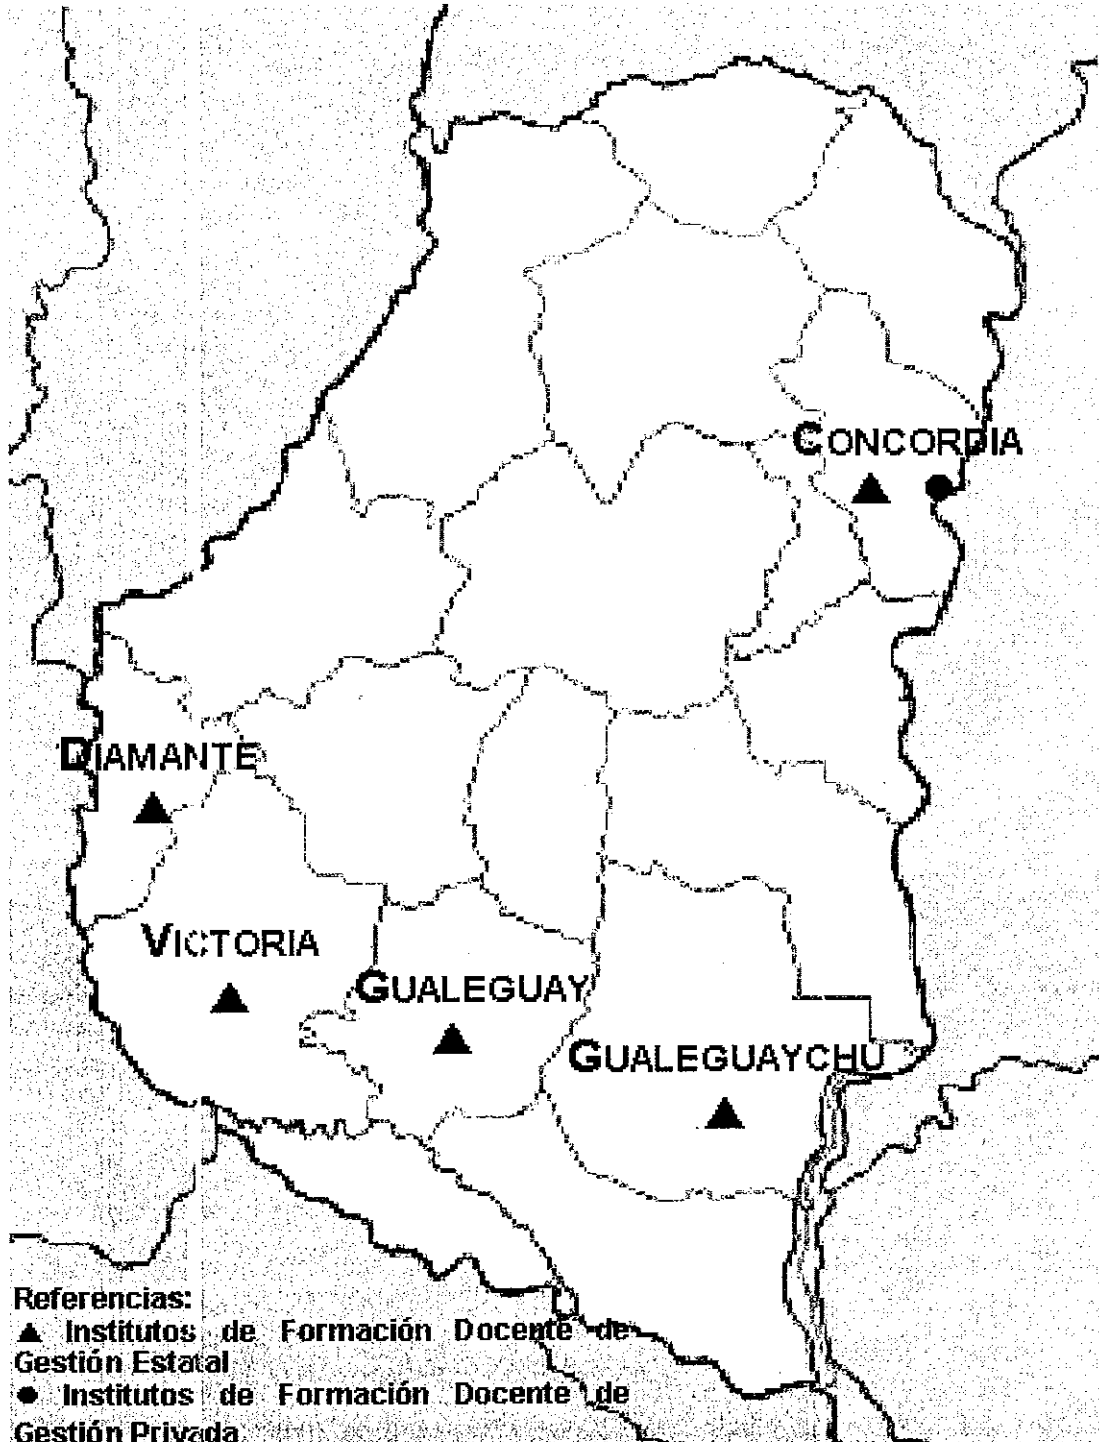 CONCORDIA
DIAMANTE
VICTORIA
GUALEGUAY
GUALEGUAYCHU
Referencias:
▲ Institutos de Formación Docente de
Gestión Estatal
● Institutos de Formación Docente de
Gestión Privada